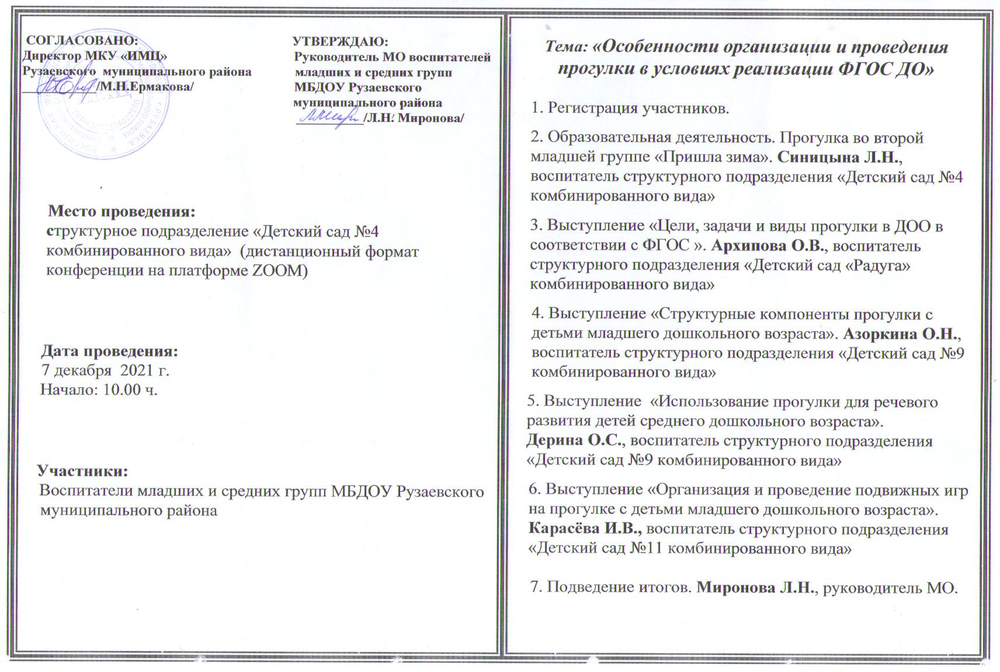 СОГЛАСОВАНО:
Директор МКУ «ИМЦ»
Рузаевского  муниципального района
___________/М.Н.Ермакова/
УТВЕРЖДАЮ:
Руководитель МО воспитателей
младших и средних групп
МБДОУ Рузаевского
муниципального района
__________/Л.Н. Миронова/
Место проведения:
структурное подразделение «Детский сад №4
комбинированного вида»  (дистанционный формат
конференции на платформе ZOOM)
Дата проведения:
7 декабря  2021 г.
Начало: 10.00 ч.
Участники:
Воспитатели младших и средних групп МБДОУ Рузаевского
муниципального района
Тема: «Особенности организации и проведения
прогулки в условиях реализации ФГОС ДО»
1. Регистрация участников.
2. Образовательная деятельность. Прогулка во второй
младшей группе «Пришла зима». Синицына Л.Н.,
воспитатель структурного подразделения «Детский сад №4
комбинированного вида»
3. Выступление «Цели, задачи и виды прогулки в ДОО в
соответствии с ФГОС ». Архипова О.В., воспитатель
структурного подразделения «Детский сад «Радуга»
комбинированного вида»
4. Выступление «Структурные компоненты прогулки с
детьми младшего дошкольного возраста». Азоркина О.Н.,
воспитатель структурного подразделения «Детский сад №9
комбинированного вида»
5. Выступление  «Использование прогулки для речевого
развития детей среднего дошкольного возраста».
Дерина О.С., воспитатель структурного подразделения
«Детский сад №9 комбинированного вида»
6. Выступление «Организация и проведение подвижных игр
на прогулке с детьми младшего дошкольного возраста».
Карасёва И.В., воспитатель структурного подразделения
«Детский сад №11 комбинированного вида»
7. Подведение итогов. Миронова Л.Н., руководитель МО.